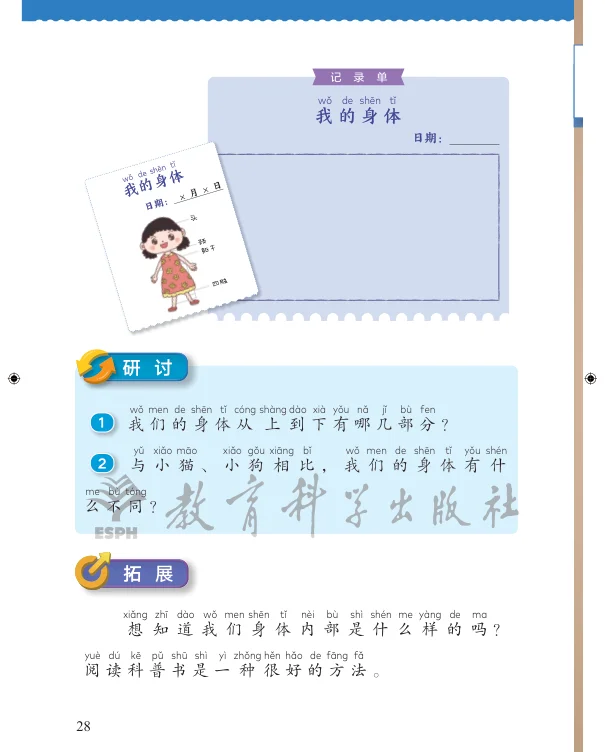 记录单
wǒ de shēn tǐ
我的身体
日期：
wǒ de shēn tǐ
我的身体
日期： × 月 × 日
头
脖子
四肢
研讨
wǒ men de shēn tǐ cóng shàng dào xià yǒu nǎ jǐ bù fen
1 我们的身体从上到下有哪几部分？
yǔ xiǎo māo xiǎo gǒu xiāng bǐ wǒ men de shēn tǐ yǒu shén
2 与小猫、小狗相比，我们的身体有什
me bù tóng
么不同？
ESPH 教育科学出版社
拓展
xiǎng zhī dào wǒ men shēn tǐ nèi bù shì shén me yàng de ma
想知道我们身体内部是什么样的吗？
yuè dú kē pǔ shū shì yì zhǒng hěn hǎo de fāng fǎ
阅读科普书是一种很好的方法。
28